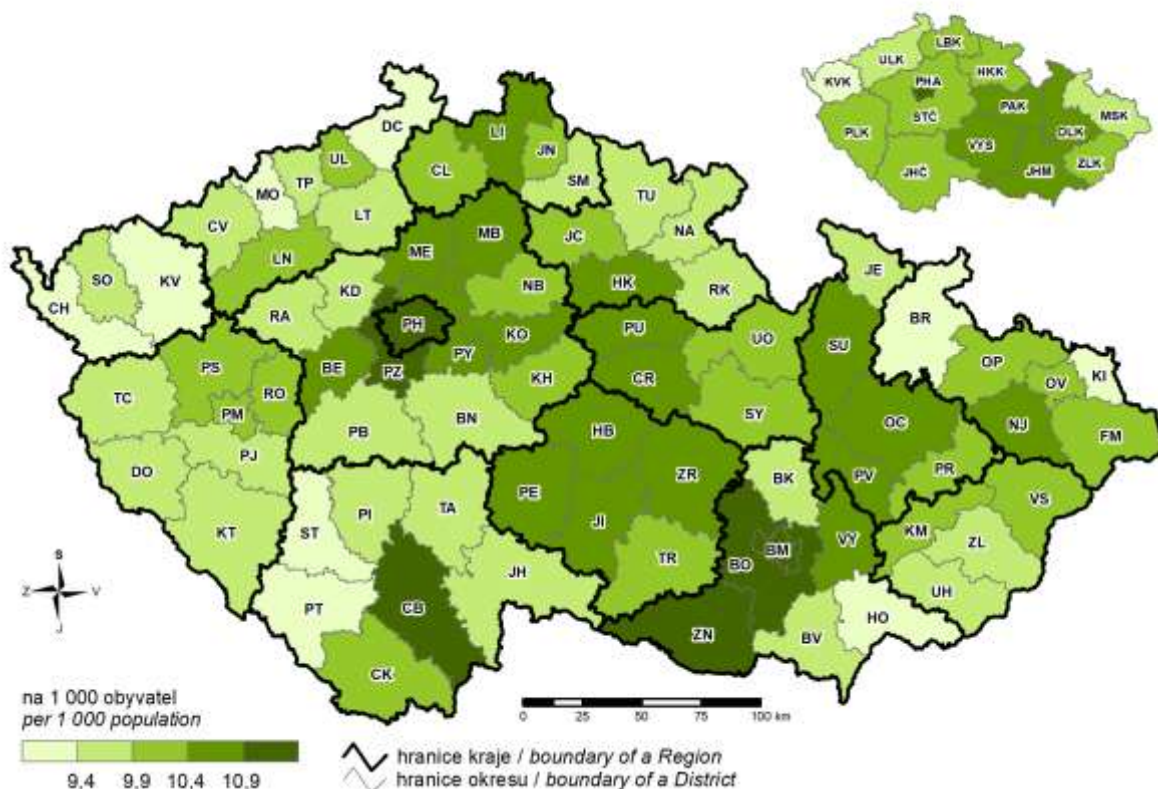 DC
LI
UL
JN
CL
TP
MO
SM
LT
CV
TU
MB
JC
NA
ME
LN
SO
KV
KD
NB
HK
RK
CH
RA
JE
BR
PH
KO
PU
UO
SU
PY
BE
PZ
OP
OV
KI
PS
RO
KH
CR
TC
PM
SY
OC
NJ
FM
BN
PB
HB
PJ
DO
ZR
BK
PV
PR
VS
PE
PI
TA
ST
JI
KM
KT
VY
ZL
BM
TR
BO
JH
UH
PT
CB
HO
ZN
BV
CK
LBK
ULK
HKK
KVK
PHA
PAK
STČ
MSK
PLK
OLK
VYS
ZLK
JHČ
JHM
S
Z V
J
na 1 000 obyvatel
per 1 000 population
9,4 9,9 10,4 10,9
0 25 50 75 100 km
hranice kraje / boundary of a Region
hranice okresu / boundary of a District